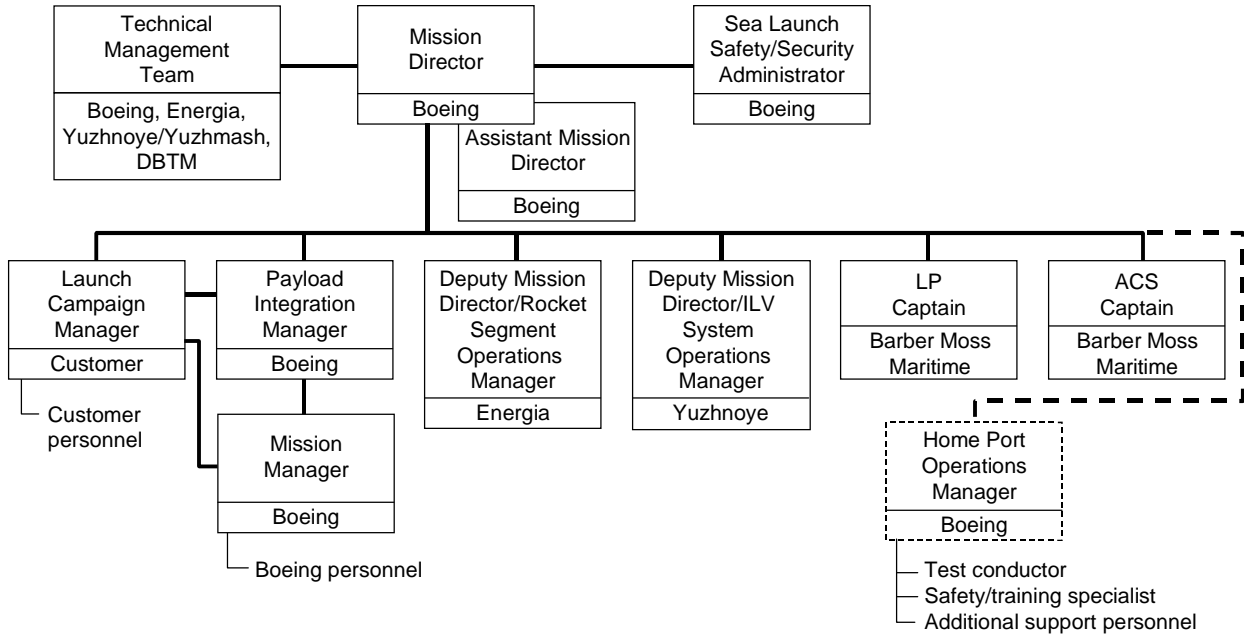 Technical
Management
Team
Boeing, Energia,
Yuzhnoye/Yuzhmash,
DBTM
Mission
Director
Boeing
Sea Launch
Safety/Security
Administrator
Boeing
Assistant Mission
Director
Boeing
Launch
Campaign
Manager
Customer
Customer
personnel
Payload
Integration
Manager
Boeing
Mission
Manager
Boeing
Boeing personnel
Deputy Mission
Director/Rocket
Segment
Operations
Manager
Energia
Deputy Mission
Director/ILV
System
Operations
Manager
Yuzhnoye
LP
Captain
Barber Moss
Maritime
ACS
Captain
Barber Moss
Maritime
Home Port
Operations
Manager
Boeing
Test conductor
Safety/training specialist
Additional support personnel